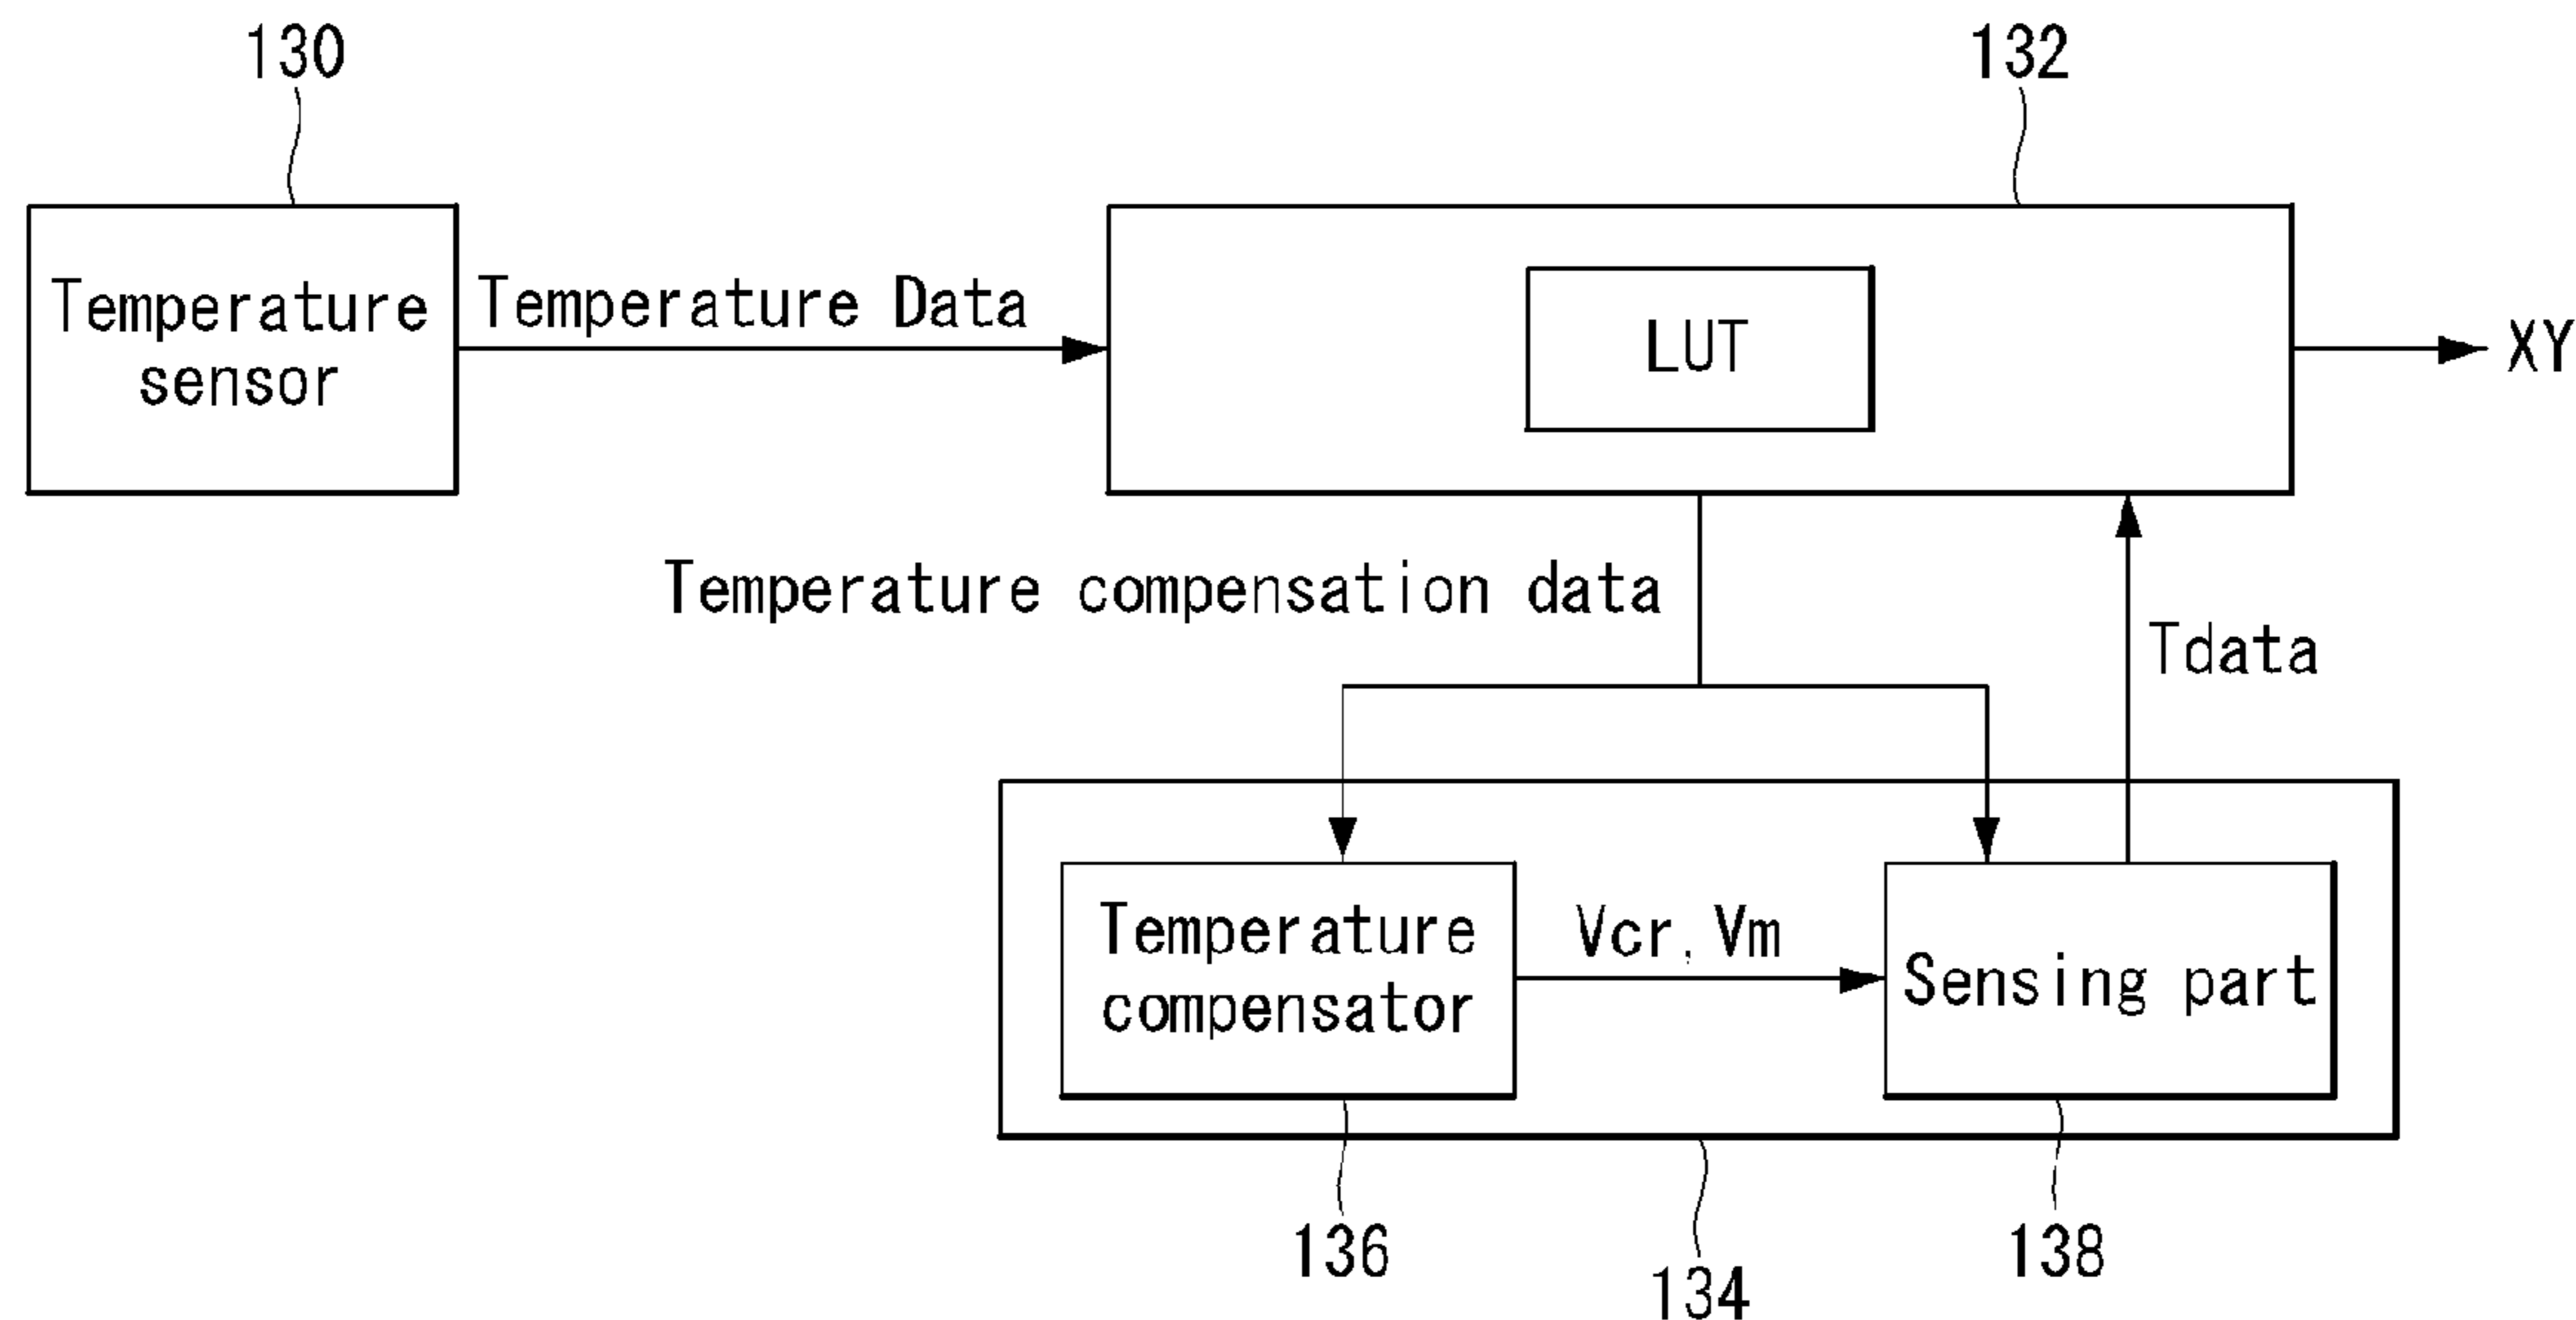 130
132
Temperature
sensor
Temperature Data
LUT
XY
Temperature compensation data
Tdata
Temperature
compensator
Vcr, Vm
Sensing part
136
134
138